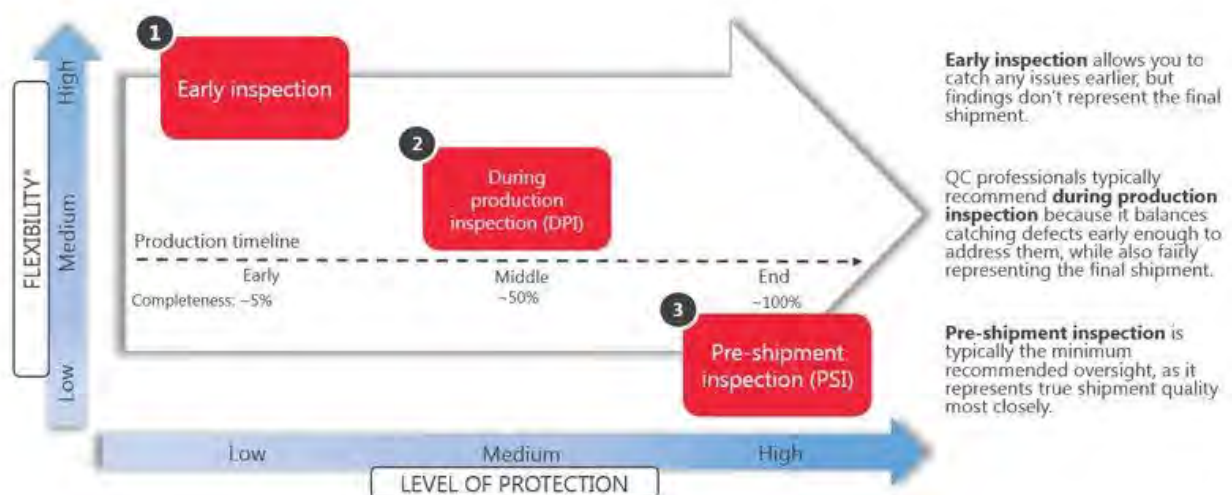 1
Early inspection
2
During
production
inspection (DPI)
3
Pre-shipment
inspection (PSI)
FLEXIBILITY*
High
Medium
Low
Production timeline
Early
Middle
End
Completeness: ~5%
~50%
~100%
Low
Medium
High
LEVEL OF PROTECTION
Early inspection allows you to
catch any issues earlier, but
findings don't represent the final
shipment.
QC professionals typically
recommend during production
inspection because it balances
catching defects early enough to
address them, while also fairly
representing the final shipment.
Pre-shipment inspection is
typically the minimum
recommended oversight, as it
represents true shipment quality
most closely.